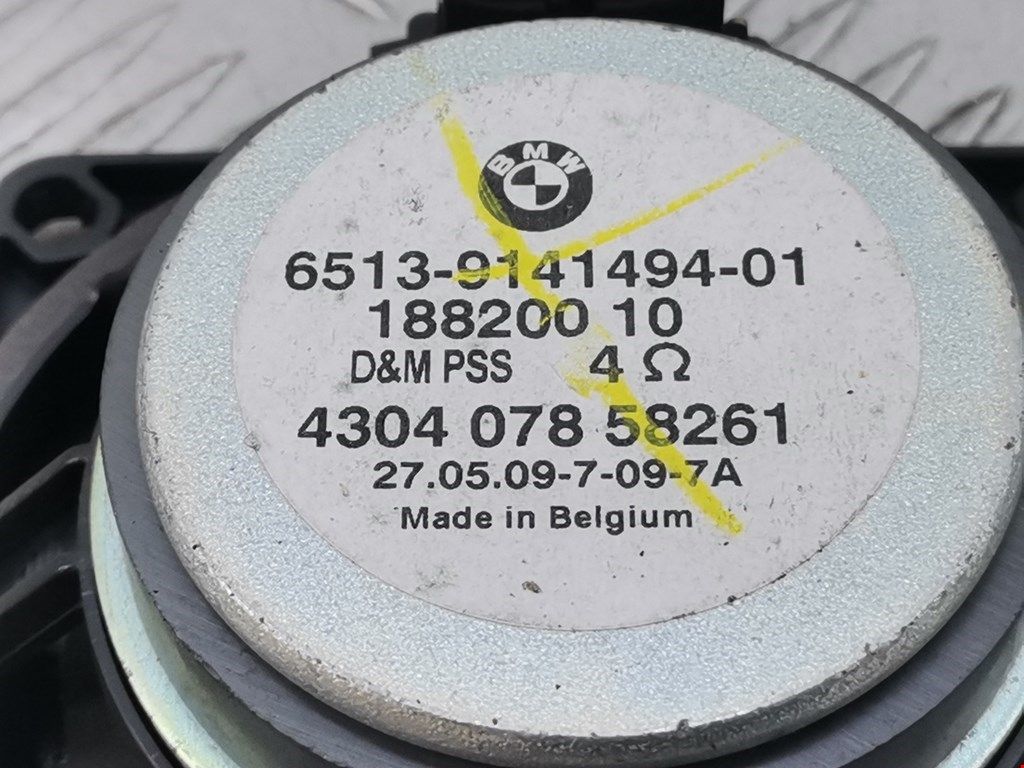 BMW
6513-9141494-01
188200 10
D&M PSS 4 Ω
4304 078 58261
27.05.09-7-09-7A
Made in Belgium